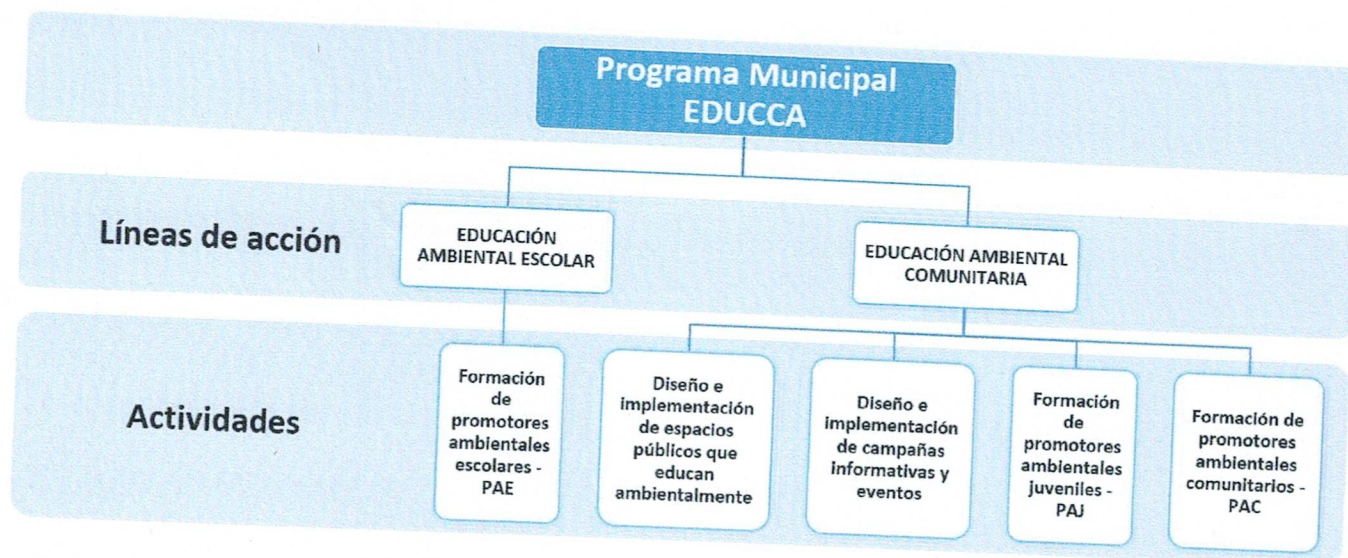 Programa Municipal
EDUCCA
Líneas de acción
EDUCACIÓN
AMBIENTAL ESCOLAR
EDUCACIÓN AMBIENTAL
COMUNITARIA
Actividades
Formación
de
promotores
ambientales
escolares -
PAE
Diseño e
implementación
de espacios
públicos que
educan
ambientalmente
Diseño e
implementación
de campañas
informativas y
eventos
Formación
de
promotores
ambientales
juveniles -
PAJ
Formación de
promotores
ambientales
comunitarios -
PAC